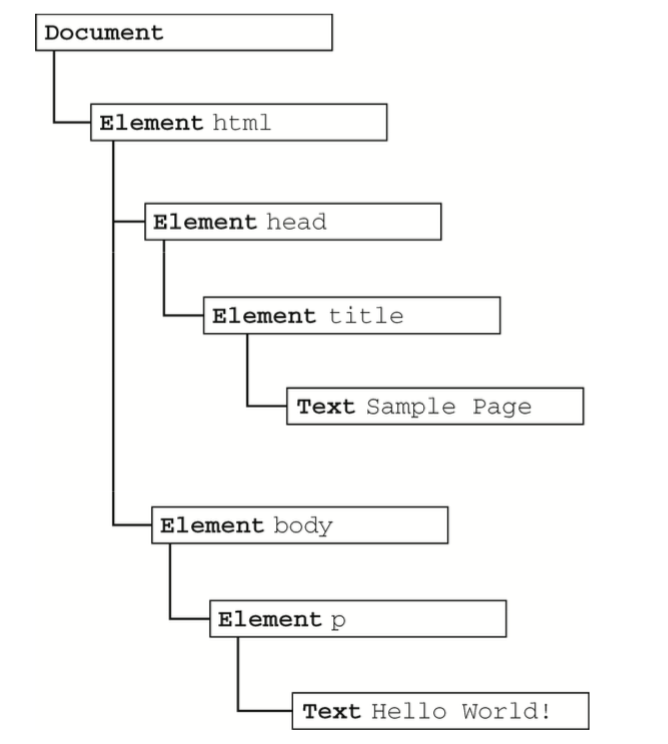 Document
Element html
Element head
Element title
Text Sample Page
Element body
Element p
Text Hello World!